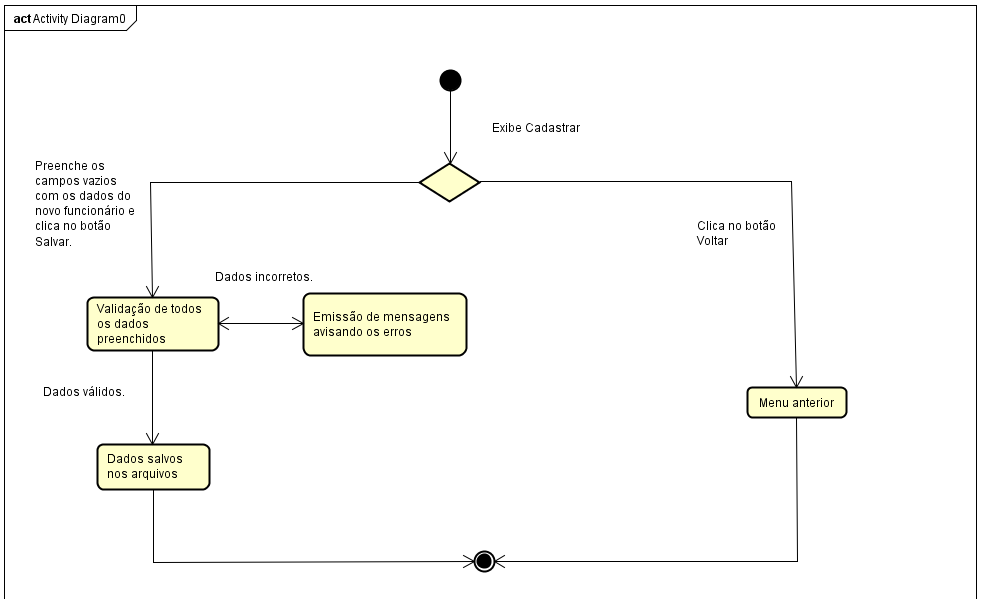 act Activity Diagram0
Exibe Cadastrar
Preenche os
campos vazios
com os dados do
novo funcionário e
clica no botão
Salvar.
Clica no botão
Voltar
Dados incorretos.
Validação de todos
os dados
preenchidos
Emissão de mensagens
avisando os erros
Dados válidos.
Menu anterior
Dados salvos
nos arquivos